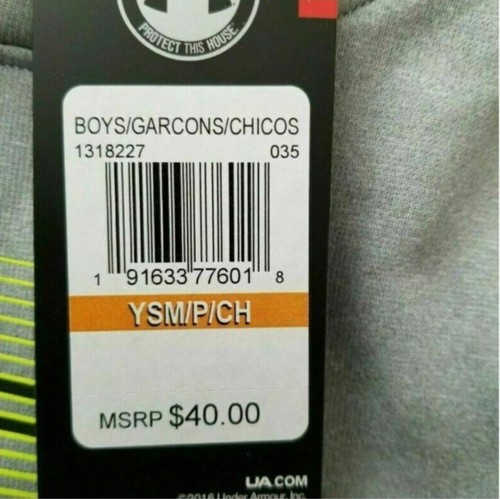 PROTECT THIS HOUSE
BOYS/GARCONS/CHICOS
1318227 035
1 91633 77601 8
YSM/P/CH
MSRP $40.00
UA.COM
©2016 Under Armour, Inc.